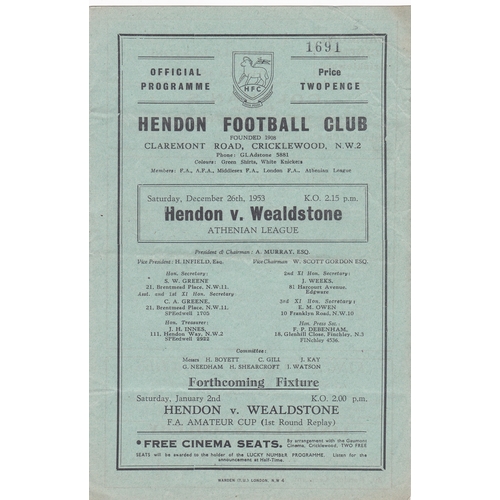 1691
OFFICIAL PROGRAMME
HFC
Price TWOPENCE
HENDON FOOTBALL CLUB
FOUNDED 1908
CLAREMONT ROAD, CRICKLEWOOD, N.W.2
Phone: GLAdstone 5881
Colours: Green Shirts, White Knickers
Members: F.A., A.F.A., Middlesex F.A., London F.A., Athenian League
Saturday, December 26th, 1953 K.O. 2.15 p.m.
Hendon v. Wealdstone
ATHENIAN LEAGUE
President & Chairman: A. MURRAY, ESQ.
Vice President: H. INFIELD, Esq. Vice Chairman: W. SCOTT GORDON ESQ.
Hon. Secretary:
S. W. GREENE
21, Brentmead Place, N.W.11.
Asst. and 1st XI Hon. Secretary:
C. A. GREENE,
21, Brentmead Place, N.W.11.
SPEedwell 1705
Hon. Treasurer:
J. H. INNES,
111, Hendon Way, N.W.2
SPEedwell 8222
2nd XI Hon. Secretary:
J. WEEKS,
81 Harcourt Avenue,
Edgware
3rd XI Hon. Secretary:
K. M. OWEN
10 Franklin Road, N.W.10
Hon. Press Sec.:
F. P. DEBENHAM,
18, Glenhill Close, Finchley, N.3
FINchley 4536.
Committee:
Messrs H. BOYETT C. GILL J. KAY
G. NEEDHAM H. SHEARCROFT J. WATSON
Forthcoming Fixture
Saturday, January 2nd K.O. 2.00 p.m.
HENDON v. WEALDSTONE
F.A. AMATEUR CUP (1st Round Replay)
• FREE CINEMA SEATS. By arrangement with the Gaumont Cinema, Cricklewood, TWO FREE
SEATS will be awarded to the holder of the LUCKY NUMBER PROGRAMME. Listen for the
announcement at Half-Time.
LONDON, N.W.6